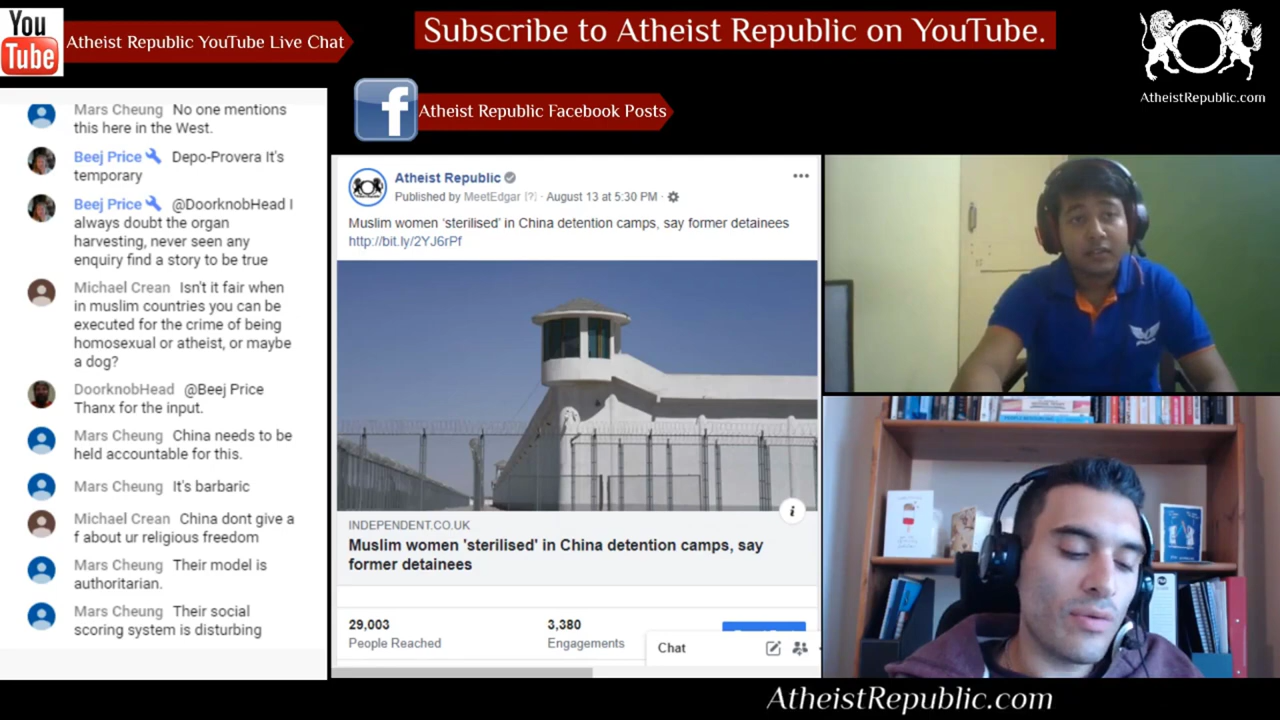 You
Tube
Atheist Republic YouTube Live Chat
Subscribe to Atheist Republic on YouTube.
AtheistRepublic.com
Atheist Republic Facebook Posts
Mars Cheung No one mentions
this here in the West.
Beej Price Depo-Provera It's
temporary
Beej Price @DoorknobHead I
always doubt the organ
harvesting, never seen any
enquiry find a story to be true
Michael Crean Isn't it fair when
in muslim countries you can be
executed for the crime of being
homosexual or atheist, or maybe
a dog?
DoorknobHead @Beej Price
Thanx for the input.
Mars Cheung China needs to be
held accountable for this.
Mars Cheung It's barbaric
Michael Crean China dont give a
f about ur religious freedom
Mars Cheung Their model is
authoritarian.
Mars Cheung Their social
scoring system is disturbing
Atheist Republic
Published by MeetEdgar [?] · August 13 at 5:30 PM ·
Muslim women 'sterilised' in China detention camps, say former detainees
http://bit.ly/2YJ6rPf
INDEPENDENT.CO.UK
Muslim women 'sterilised' in China detention camps, say
former detainees
29,003
People Reached
3,380
Engagements
Chat
AtheistRepublic.com